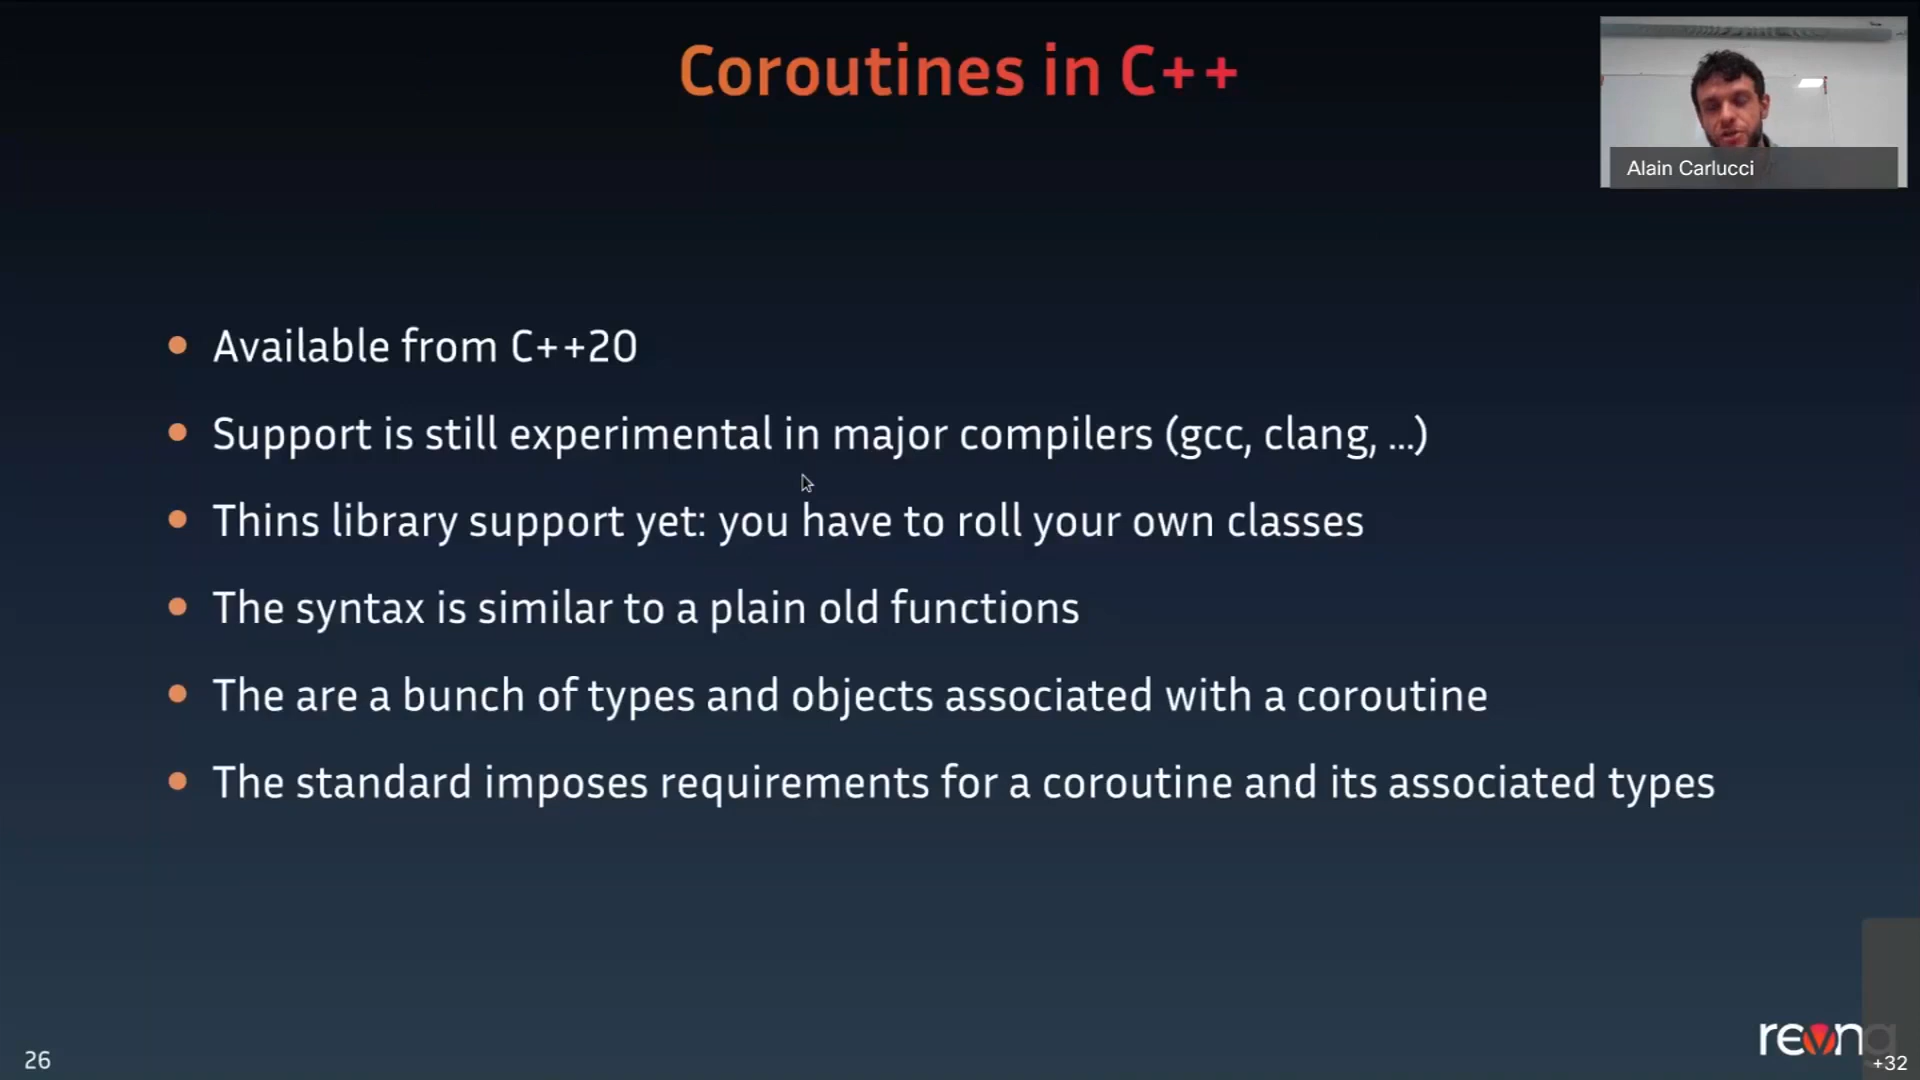 Coroutines in C++
Alain Carlucci
Available from C++20
Support is still experimental in major compilers (gcc, clang, ...)
Thins library support yet: you have to roll your own classes
The syntax is similar to a plain old functions
The are a bunch of types and objects associated with a coroutine
The standard imposes requirements for a coroutine and its associated types
26
revng
+32